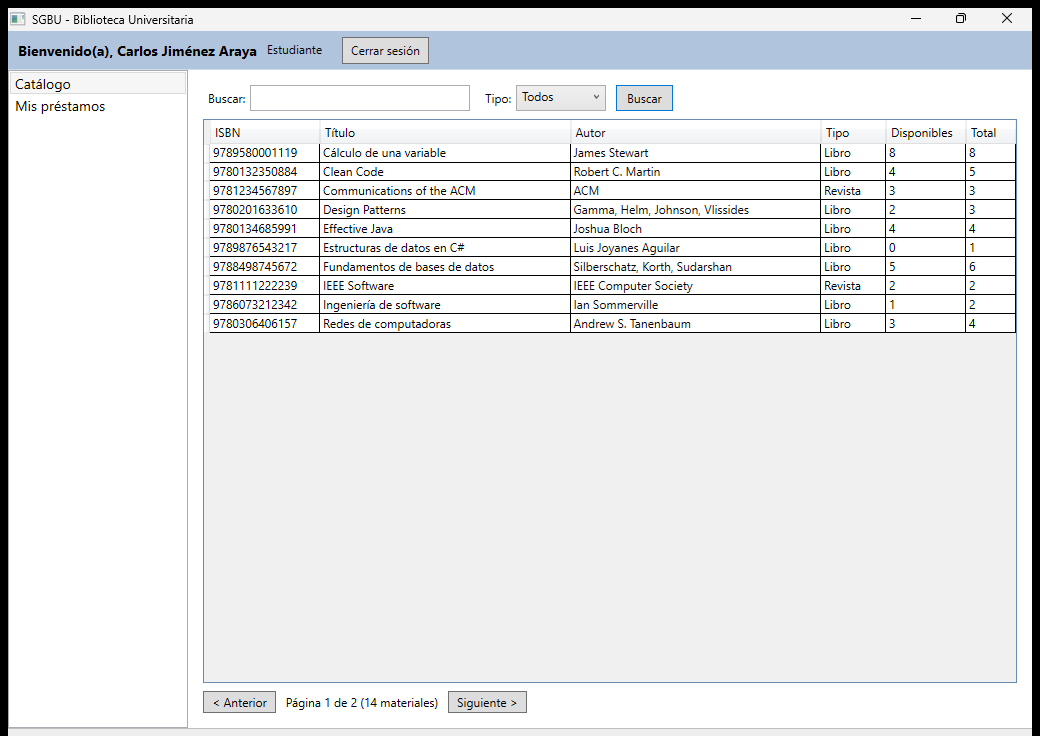 SGBU - Biblioteca Universitaria
Bienvenido(a), Carlos Jiménez Araya Estudiante Cerrar sesión
Catálogo
Mis préstamos
Buscar: Tipo: Todos Buscar
ISBN Título Autor Tipo Disponibles Total
9789580001119 Cálculo de una variable James Stewart Libro 8 8
9780132350884 Clean Code Robert C. Martin Libro 4 5
9781234567897 Communications of the ACM ACM Revista 3 3
9780201633610 Design Patterns Gamma, Helm, Johnson, Vlissides Libro 2 3
9780134685991 Effective Java Joshua Bloch Libro 4 4
9789876543217 Estructuras de datos en C# Luis Joyanes Aguilar Libro 0 1
9788498745672 Fundamentos de bases de datos Silberschatz, Korth, Sudarshan Libro 5 6
9781111222239 IEEE Software IEEE Computer Society Revista 2 2
9786073212342 Ingeniería de software Ian Sommerville Libro 1 2
9780306406157 Redes de computadoras Andrew S. Tanenbaum Libro 3 4
< Anterior Página 1 de 2 (14 materiales) Siguiente >